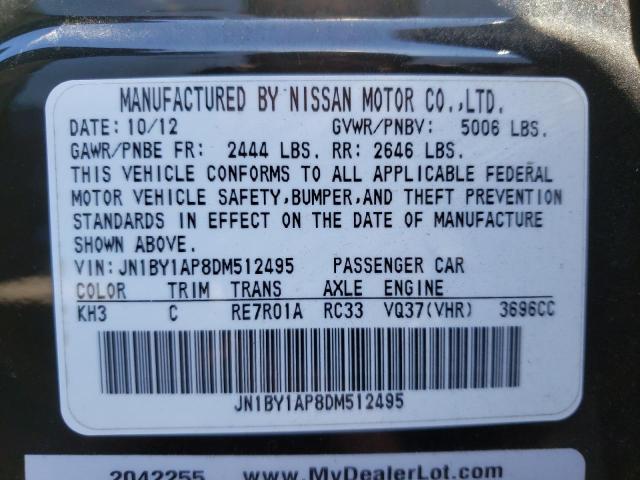 MANUFACTURED BY NISSAN MOTOR CO.,LTD.
DATE: 10/12 GVWR/PNBV: 5006 LBS.
GAWR/PNBE FR: 2444 LBS. RR: 2646 LBS.
THIS VEHICLE CONFORMS TO ALL APPLICABLE FEDERAL
MOTOR VEHICLE SAFETY,BUMPER,AND THEFT PREVENTION
STANDARDS IN EFFECT ON THE DATE OF MANUFACTURE
SHOWN ABOVE.
VIN:JN1BY1AP8DM512495 PASSENGER CAR
COLOR TRIM TRANS AXLE ENGINE
KH3 C RE7R01A RC33 VQ37(VHR) 3696CC
JN1BY1AP8DM512495
2042255 www.MyDealerLot.com